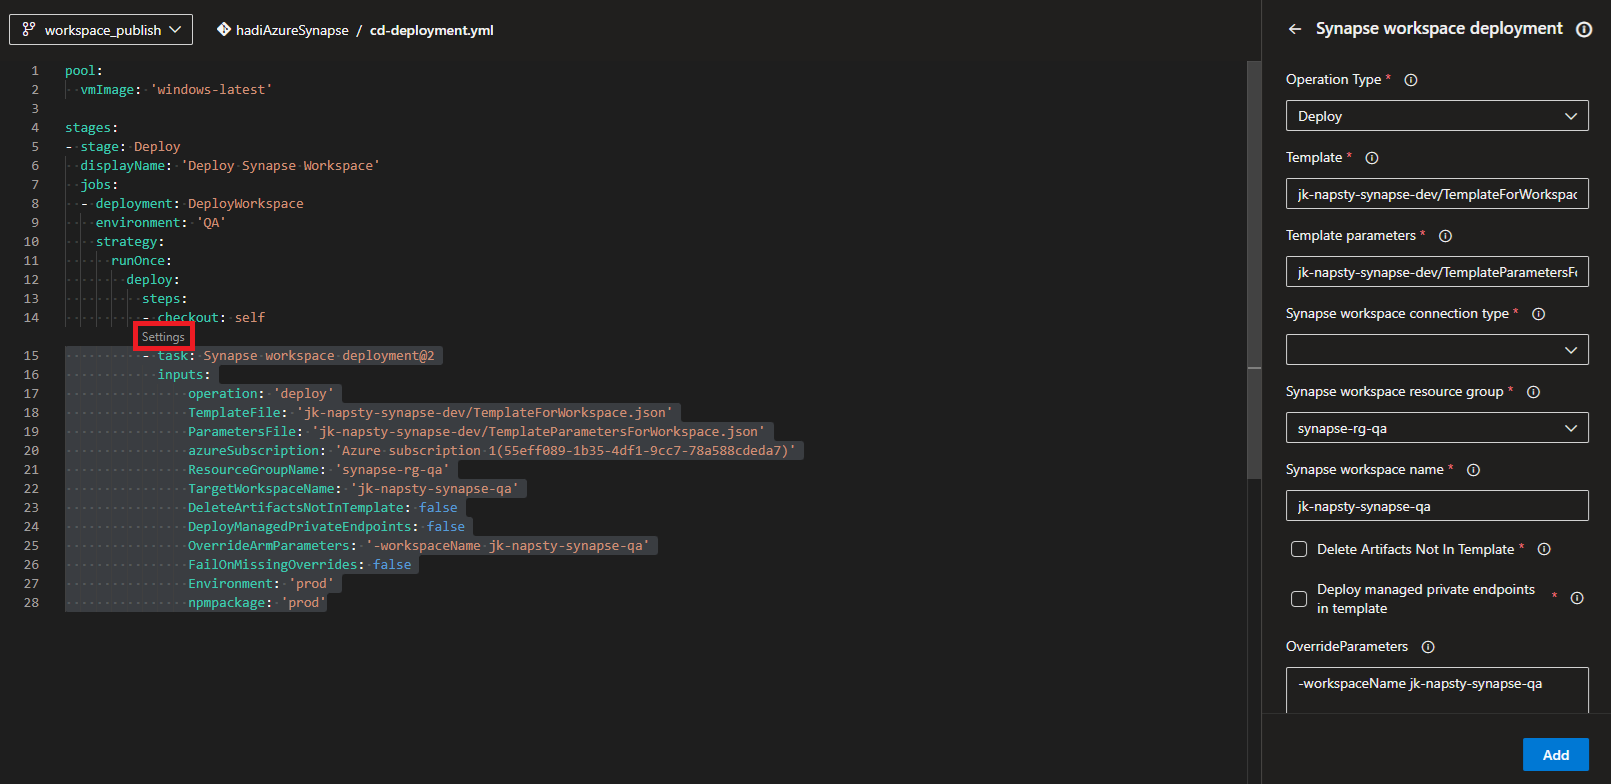 workspace_publish
hadiAzureSynapse / cd-deployment.yml
1 pool:
2 vmImage: 'windows-latest'
3
4 stages:
5 - stage: Deploy
6 displayName: 'Deploy Synapse Workspace'
7 jobs:
8 - deployment: DeployWorkspace
9 environment: 'QA'
10 strategy:
11 runOnce:
12 deploy:
13 steps:
14 - checkout: self
Settings
15 - task: Synapse workspace deployment@2
16 inputs:
17 operation: 'deploy'
18 TemplateFile: 'jk-napsty-synapse-dev/TemplateForWorkspace.json'
19 ParametersFile: 'jk-napsty-synapse-dev/TemplateParametersForWorkspace.json'
20 azureSubscription: 'Azure subscription 1(55eff089-1b35-4df1-9cc7-78a588cdeda7)'
21 ResourceGroupName: 'synapse-rg-qa'
22 TargetWorkspaceName: 'jk-napsty-synapse-qa'
23 DeleteArtifactsNotInTemplate: false
24 DeployManagedPrivateEndpoints: false
25 OverrideArmParameters: '-workspaceName jk-napsty-synapse-qa'
26 FailOnMissingOverrides: false
27 Environment: 'prod'
28 npmpackage: 'prod'
← Synapse workspace deployment
Operation Type *
Deploy
Template *
jk-napsty-synapse-dev/TemplateForWorkspac
Template parameters *
jk-napsty-synapse-dev/TemplateParametersFo
Synapse workspace connection type *
Synapse workspace resource group *
synapse-rg-qa
Synapse workspace name *
jk-napsty-synapse-qa
Delete Artifacts Not In Template *
Deploy managed private endpoints *
in template
OverrideParameters
-workspaceName jk-napsty-synapse-qa
Add